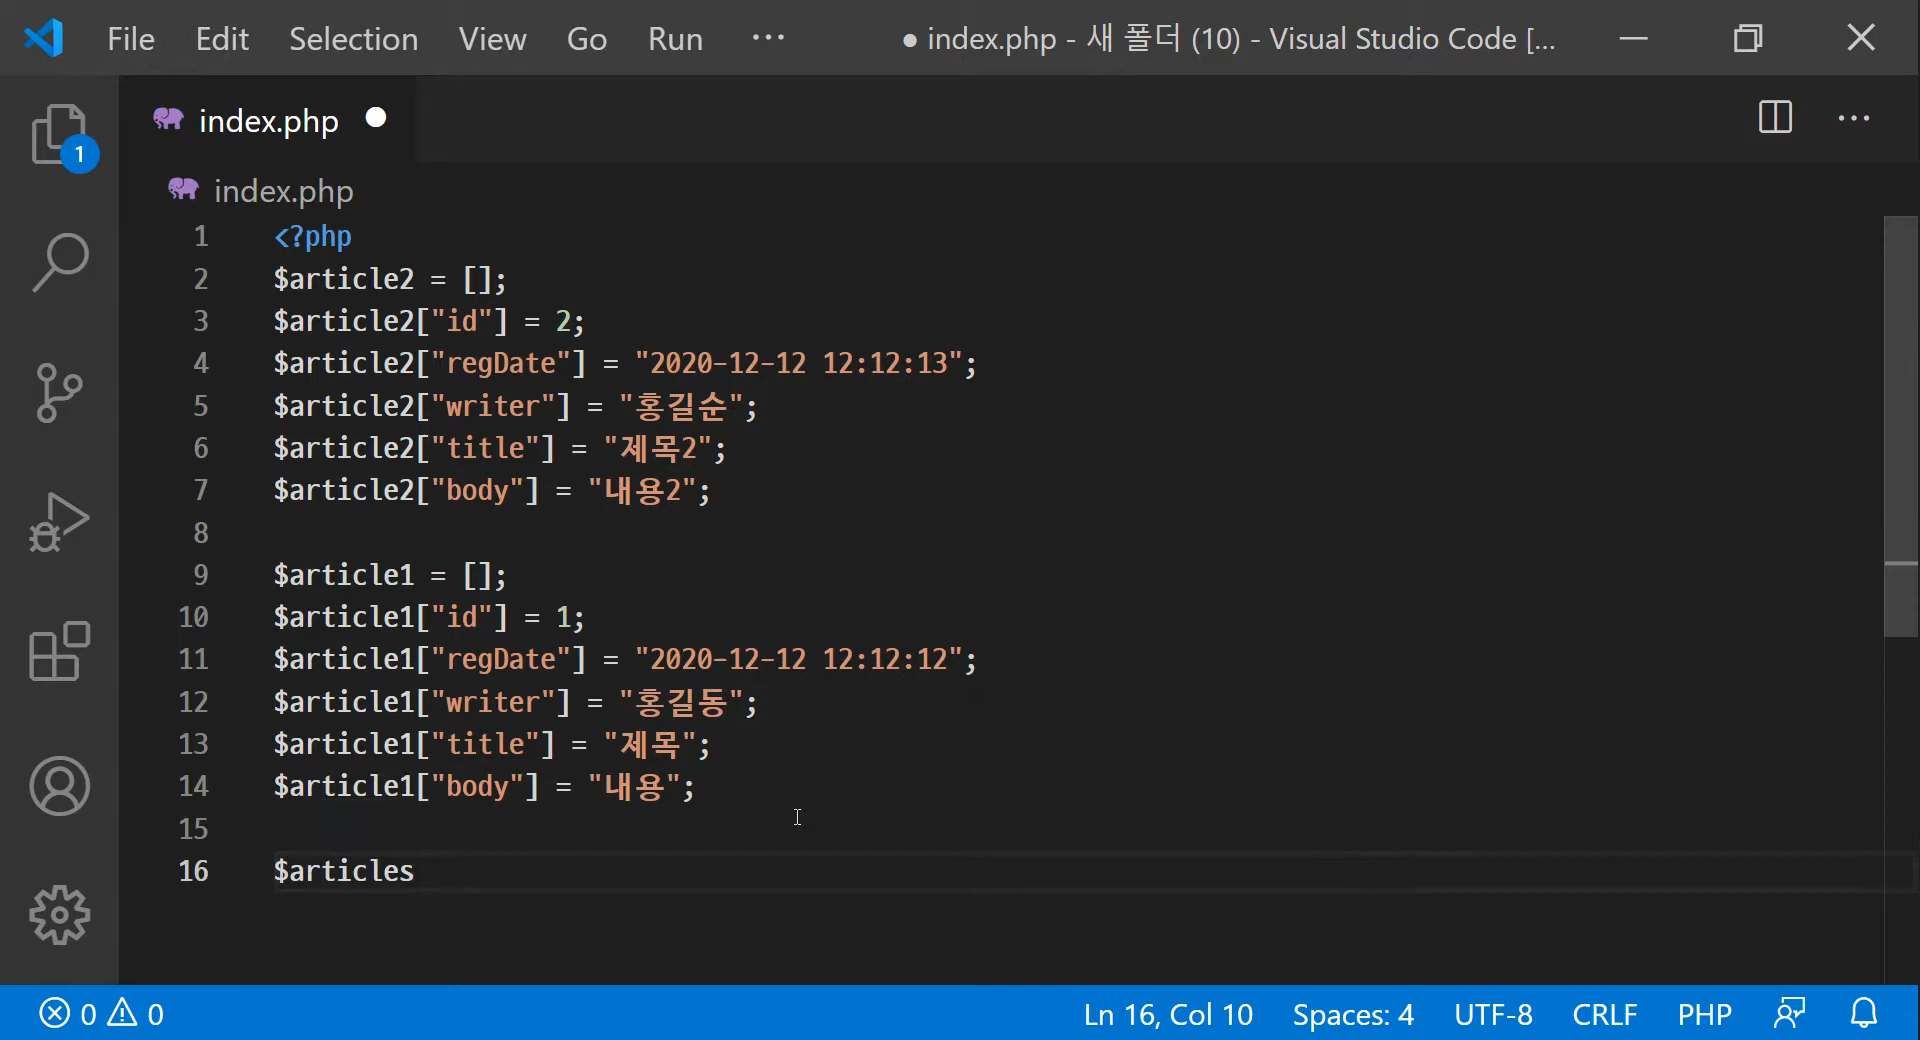 File Edit Selection View Go Run ··· ● index.php - 새 폴더 (10) - Visual Studio Code [...
index.php
1
index.php
1 <?php
2 $article2 = [];
3 $article2["id"] = 2;
4 $article2["regDate"] = "2020-12-12 12:12:13";
5 $article2["writer"] = "홍길순";
6 $article2["title"] = "제목2";
7 $article2["body"] = "내용2";
8
9 $article1 = [];
10 $article1["id"] = 1;
11 $article1["regDate"] = "2020-12-12 12:12:12";
12 $article1["writer"] = "홍길동";
13 $article1["title"] = "제목";
14 $article1["body"] = "내용";
15
16 $articles
0 0 Ln 16, Col 10 Spaces: 4 UTF-8 CRLF PHP